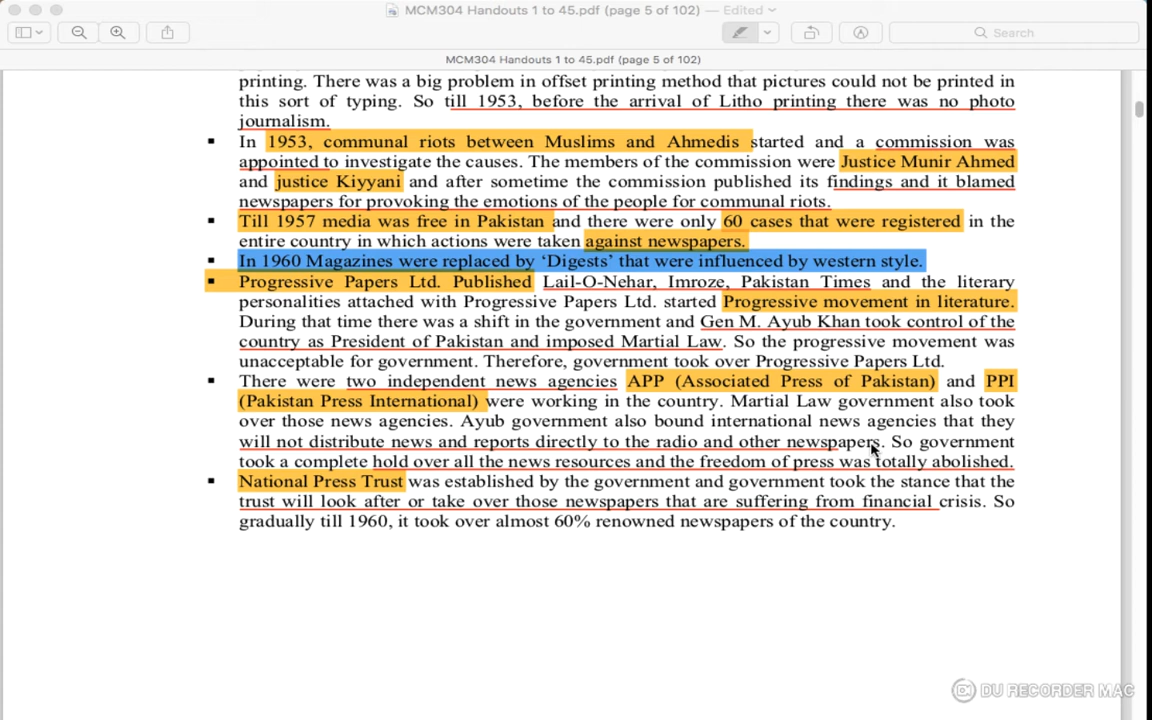 MCM304 Handouts 1 to 45.pdf (page 5 of 102) — Edited
Search
MCM304 Handouts 1 to 45.pdf (page 5 of 102)
printing. There was a big problem in offset printing method that pictures could not be printed in
this sort of typing. So till 1953, before the arrival of Litho printing there was no photo
journalism.
▪ In 1953, communal riots between Muslims and Ahmedis started and a commission was
appointed to investigate the causes. The members of the commission were Justice Munir Ahmed
and justice Kiyyani and after sometime the commission published its findings and it blamed
newspapers for provoking the emotions of the people for communal riots.
▪ Till 1957 media was free in Pakistan and there were only 60 cases that were registered in the
entire country in which actions were taken against newspapers.
▪ In 1960 Magazines were replaced by ‘Digests’ that were influenced by western style.
▪ Progressive Papers Ltd. Published Lail-O-Nehar, Imroze, Pakistan Times and the literary
personalities attached with Progressive Papers Ltd. started Progressive movement in literature.
During that time there was a shift in the government and Gen M. Ayub Khan took control of the
country as President of Pakistan and imposed Martial Law. So the progressive movement was
unacceptable for government. Therefore, government took over Progressive Papers Ltd.
▪ There were two independent news agencies APP (Associated Press of Pakistan) and PPI
(Pakistan Press International) were working in the country. Martial Law government also took
over those news agencies. Ayub government also bound international news agencies that they
will not distribute news and reports directly to the radio and other newspapers. So government
took a complete hold over all the news resources and the freedom of press was totally abolished.
▪ National Press Trust was established by the government and government took the stance that the
trust will look after or take over those newspapers that are suffering from financial crisis. So
gradually till 1960, it took over almost 60% renowned newspapers of the country.
DU RECORDER MAC